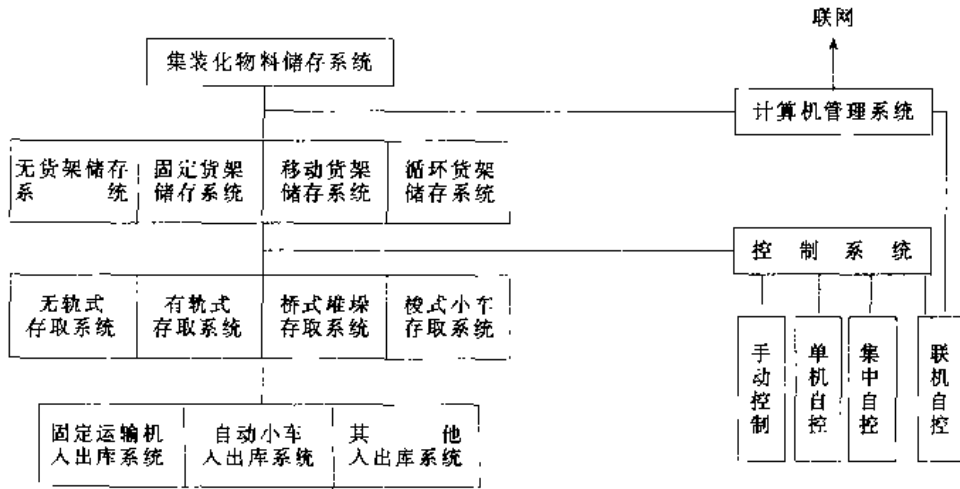 联网
集装化物料储存系统
计算机管理系统
无货架储存
系统
固定货架
储存系统
移动货架
储存系统
循环货架
储存系统
控制系统
无轨式
存取系统
有轨式
存取系统
桥式堆垛
存取系统
梭式小车
存取系统
手动控制
单机自控
集中自控
联机自控
固定运输机
入出库系统
自动小车
入出库系统
其他
入出库系统